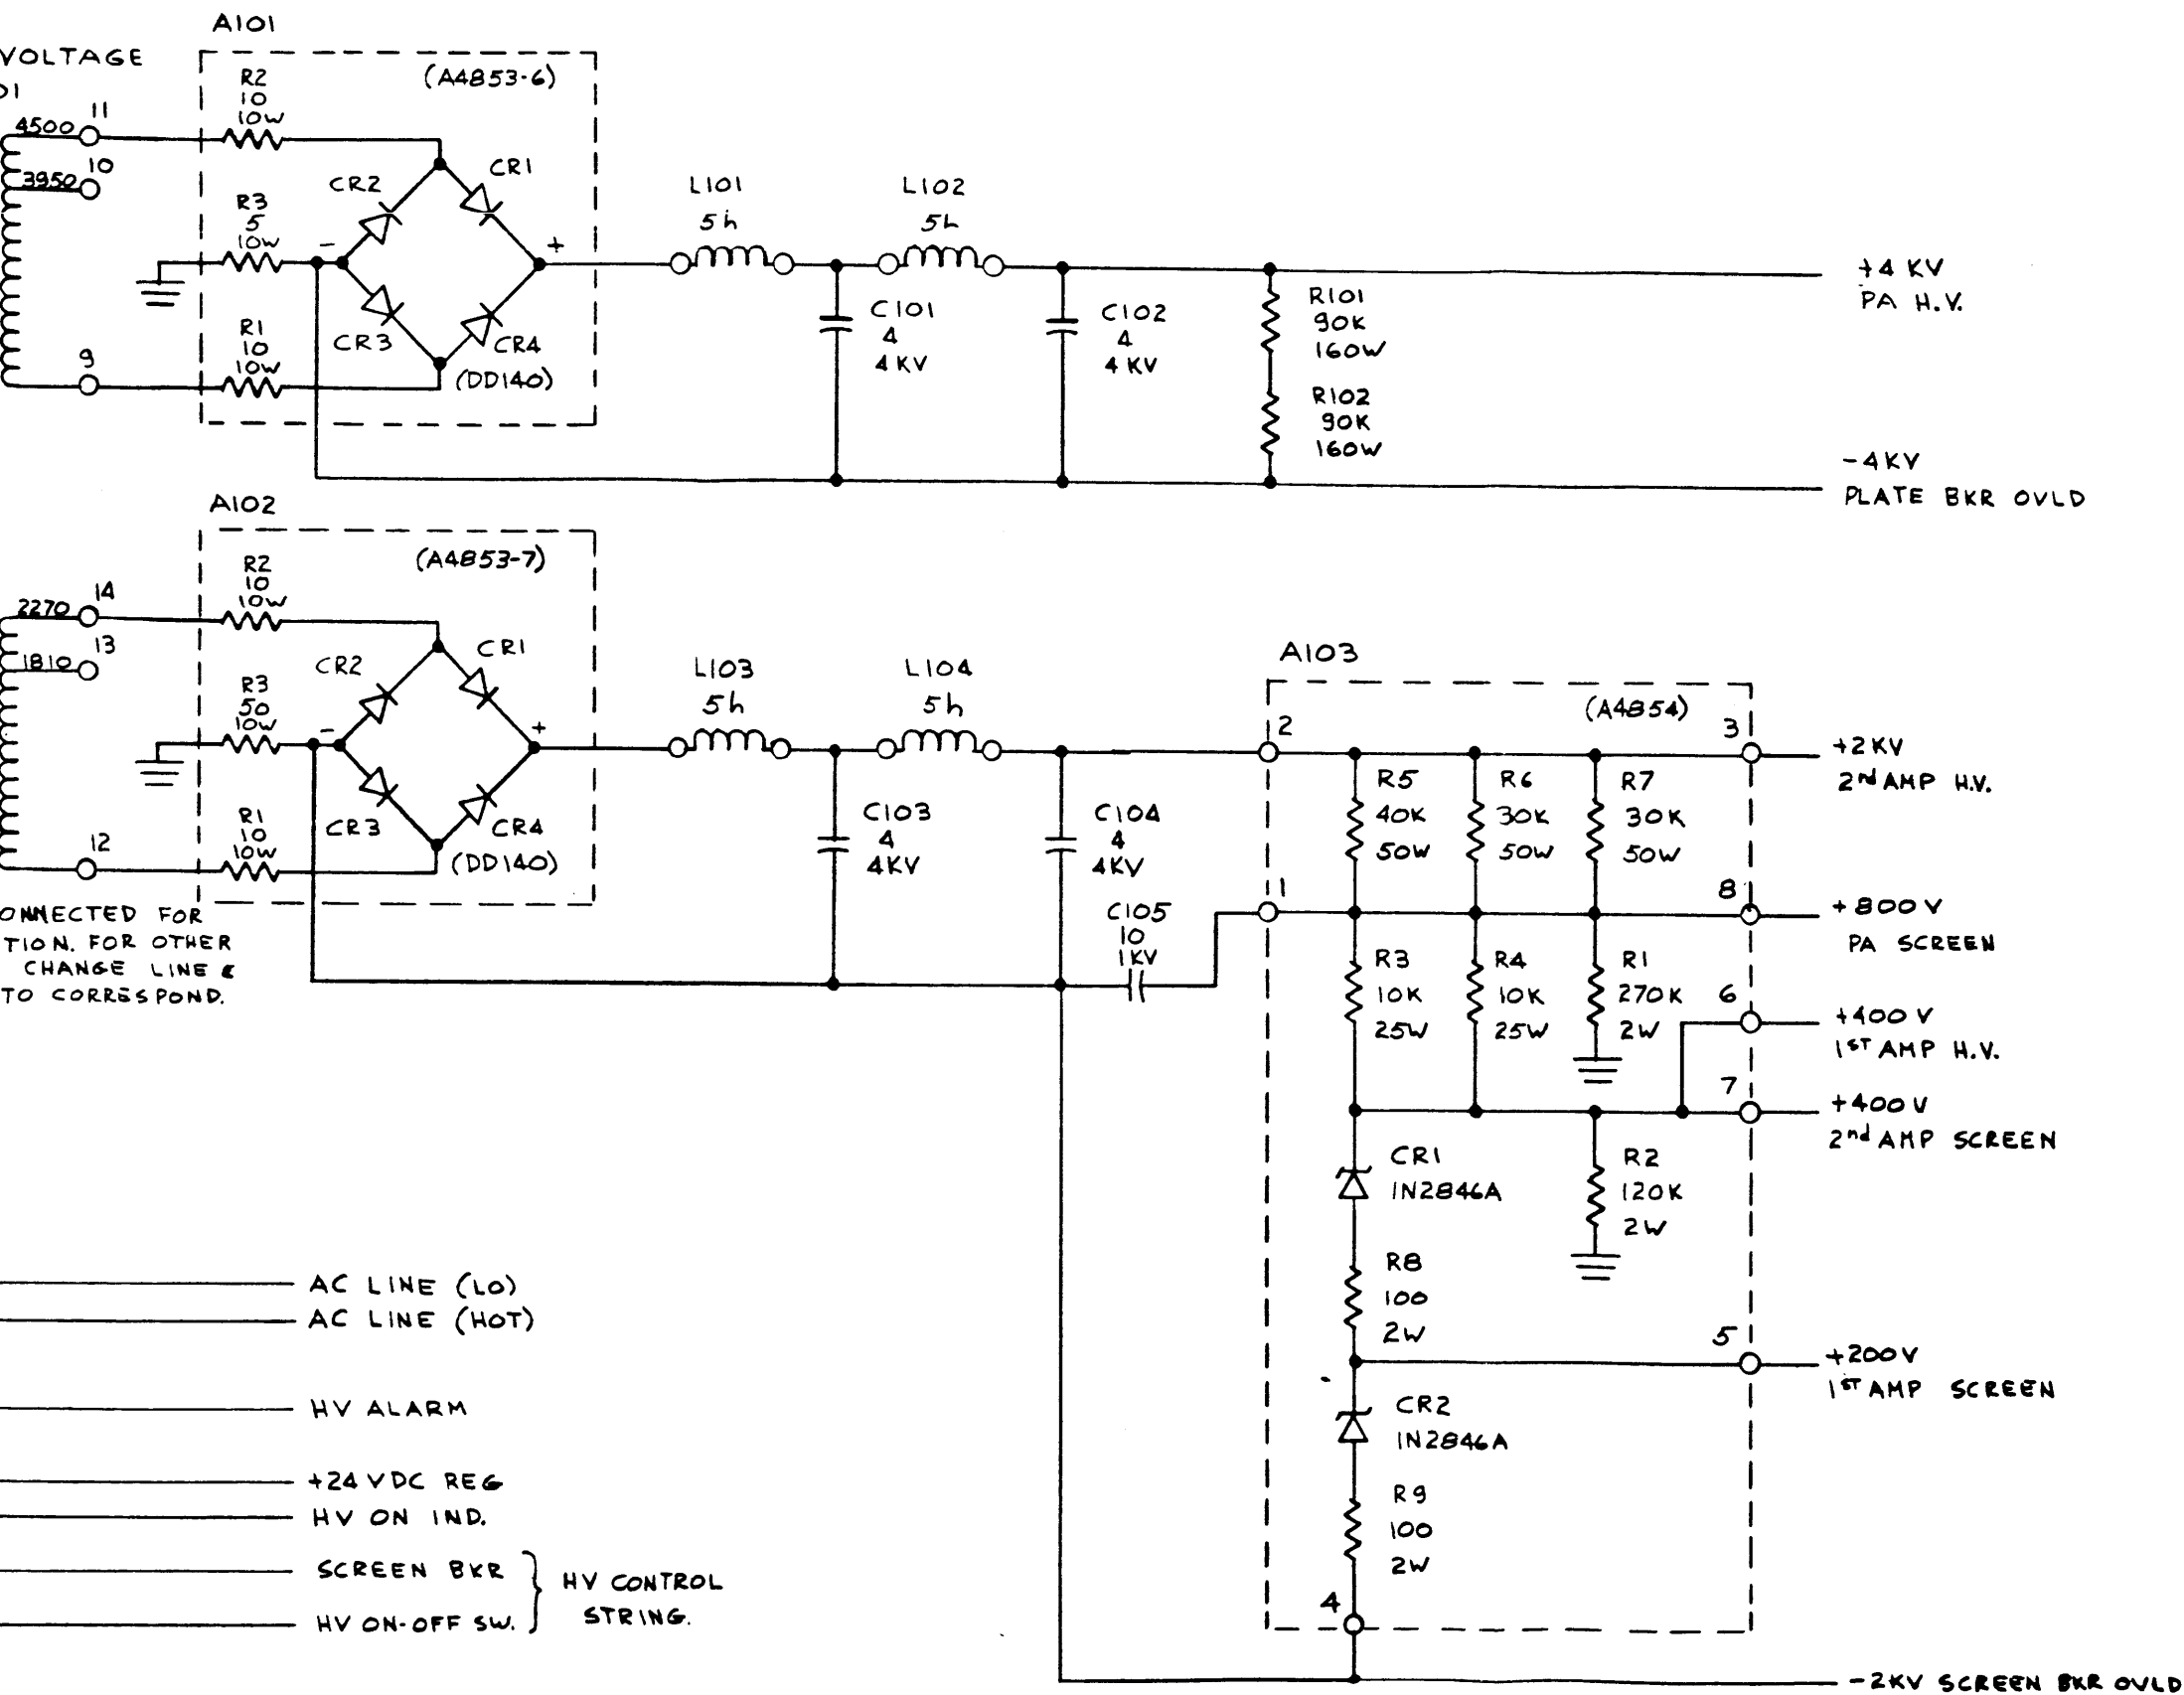 A101
VOLTAGE
01
(A4853-6)
R2
10
10W
11
4500
10
3950
CR2
CR1
R3
5
10W
-
+
L101
5h
L102
5h
+4 KV
PA H.V.
R1
10
10W
9
CR3
CR4
(DD140)
C101
4
4KV
C102
4
4KV
R101
90K
160W
R102
90K
160W
-4KV
PLATE BKR OVLD
A102
(A4853-7)
R2
10
10W
14
2270
13
1810
CR2
CR1
R3
50
10W
-
+
L103
5h
L104
5h
A103
(A4854)
2
3
+2KV
2nd AMP H.V.
R5
40K
50W
R6
30K
50W
R7
30K
50W
R1
10
10W
12
CR3
CR4
(DD140)
C103
4
4KV
C104
4
4KV
C105
10
1KV
1
8
+800V
PA SCREEN
ONNECTED FOR
TION. FOR OTHER
CHANGE LINE &
TO CORRESPOND.
R3
10K
25W
R4
10K
25W
R1
270K
2W
6
+400V
1ST AMP H.V.
7
+400V
2nd AMP SCREEN
CR1
1N2846A
R2
120K
2W
R8
100
2W
5
+200V
1ST AMP SCREEN
CR2
1N2846A
R9
100
2W
4
-2KV SCREEN BKR OVLD
AC LINE (LO)
AC LINE (HOT)
HV ALARM
+24 VDC REG
HV ON IND.
SCREEN BKR
HV ON-OFF SW.
HV CONTROL
STRING.